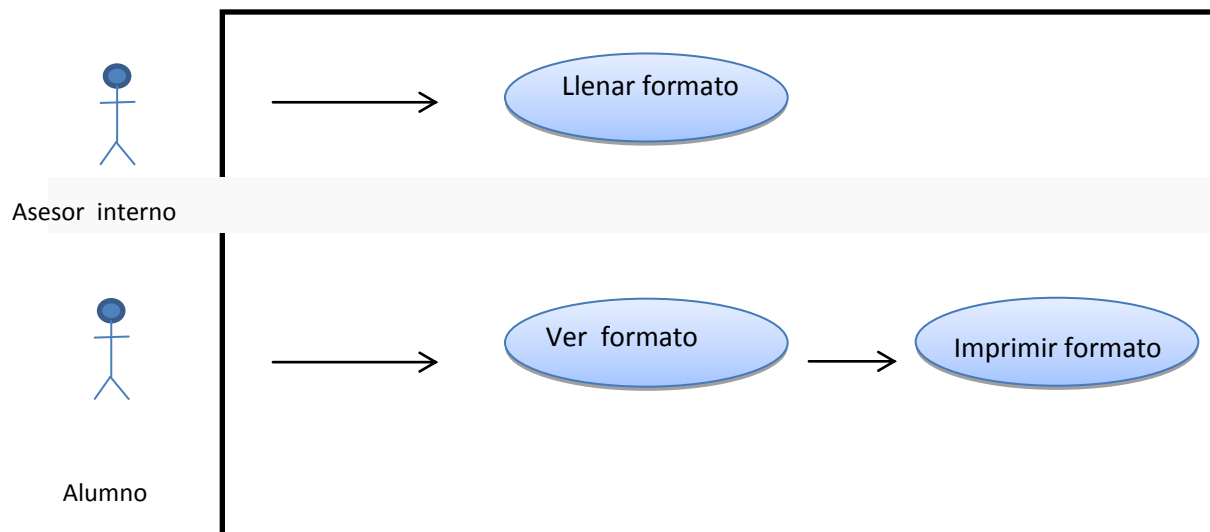 Llenar formato
Asesor interno
Ver formato
Imprimir formato
Alumno